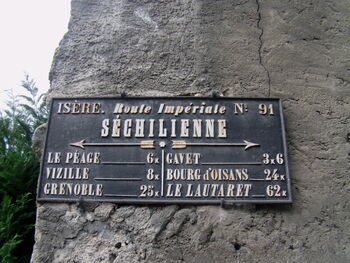 ISÈRE. Route Impériale No. 91
SÉCHILIENNE
LE PÉAGE 6K GAVET 3K6
VIZILLE 8K BOURG d'OISANS 24K
GRENOBLE 25K LE LAUTARET 62K